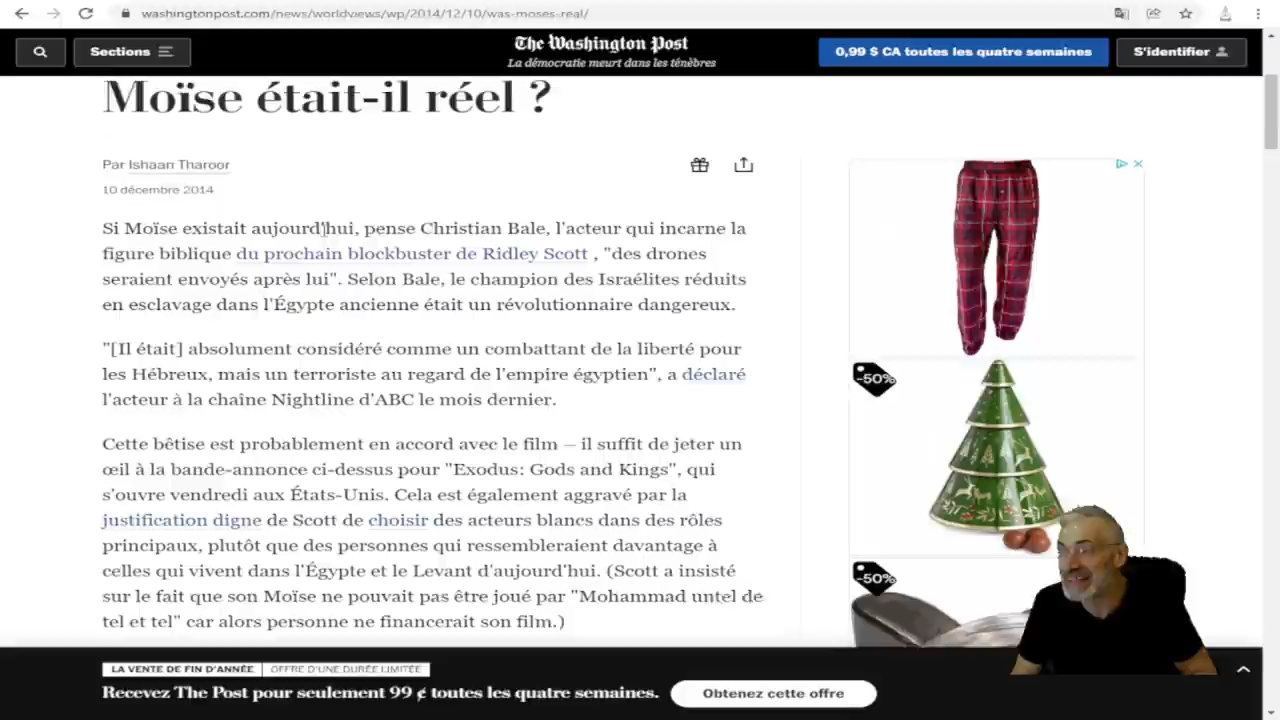 washingtonpost.com/news/worldviews/wp/2014/12/10/was-moses-real/
Sections
The Washington Post
La démocratie meurt dans les ténèbres
0,99 $ CA toutes les quatre semaines
S'identifier
Moïse était-il réel ?
Par Ishaan Tharoor
10 décembre 2014
Si Moïse existait aujourd'hui, pense Christian Bale, l'acteur qui incarne la
figure biblique du prochain blockbuster de Ridley Scott , "des drones
seraient envoyés après lui". Selon Bale, le champion des Israélites réduits
en esclavage dans l'Égypte ancienne était un révolutionnaire dangereux.
"[Il était] absolument considéré comme un combattant de la liberté pour
les Hébreux, mais un terroriste au regard de l'empire égyptien", a déclaré
l'acteur à la chaîne Nightline d'ABC le mois dernier.
Cette bêtise est probablement en accord avec le film – il suffit de jeter un
œil à la bande-annonce ci-dessus pour "Exodus: Gods and Kings", qui
s'ouvre vendredi aux États-Unis. Cela est également aggravé par la
justification digne de Scott de choisir des acteurs blancs dans des rôles
principaux, plutôt que des personnes qui ressembleraient davantage à
celles qui vivent dans l'Égypte et le Levant d'aujourd'hui. (Scott a insisté
sur le fait que son Moïse ne pouvait pas être joué par "Mohammad untel de
tel et tel" car alors personne ne financerait son film.)
-50%
-50%
LA VENTE DE FIN D'ANNÉE
OFFRE D'UNE DURÉE LIMITÉE
Recevez The Post pour seulement 99 ¢ toutes les quatre semaines.
Obtenez cette offre